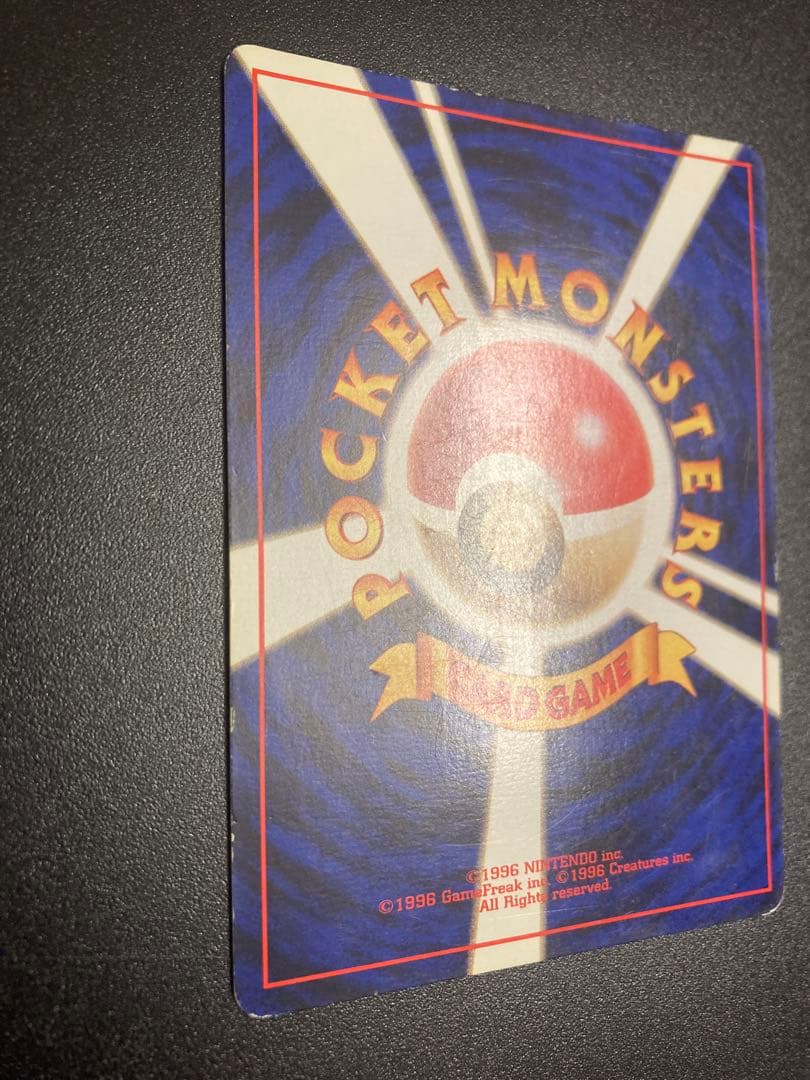 POCKET MONSTERS
CARD GAME
©1996 NINTENDO inc.
©1996 GameFreak inc. ©1996 Creatures inc.
All Rights reserved.